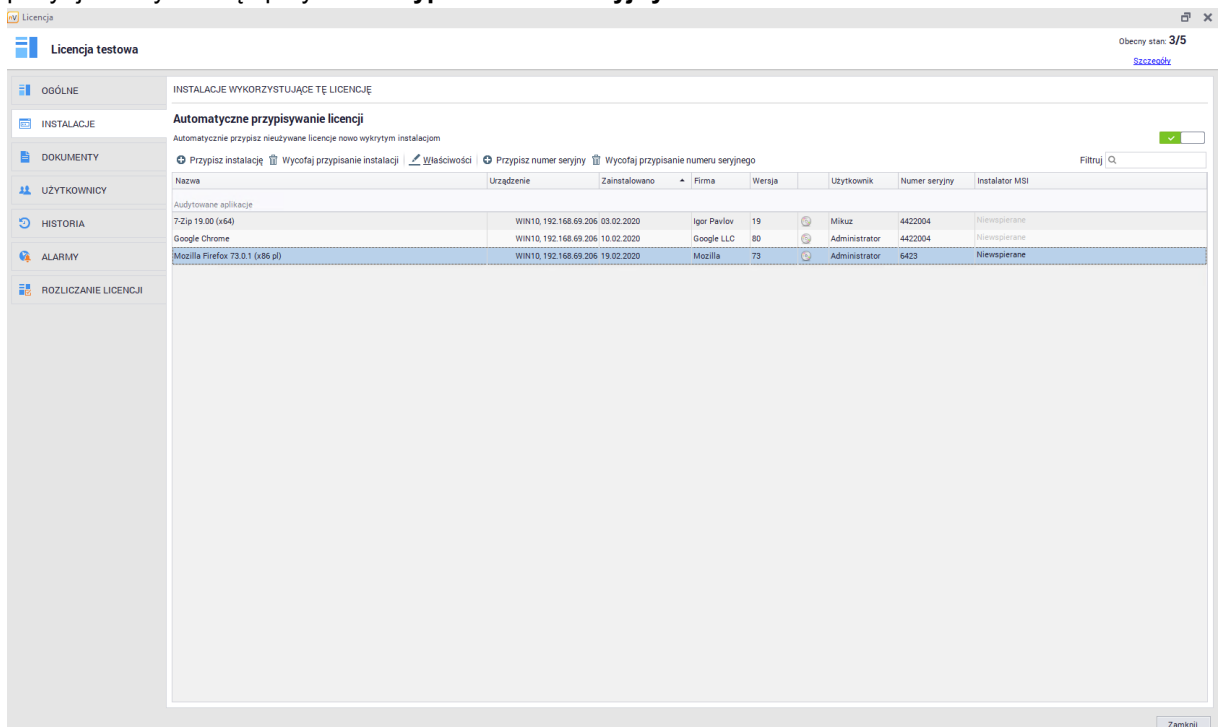 Licencja
Licencja testowa
Obecny stan: 3/5
Szczegóły
OGÓLNE
INSTALACJE
DOKUMENTY
UŻYTKOWNICY
HISTORIA
ALARMY
ROZLICZANIE LICENCJI
INSTALACJE WYKORZYSTUJĄCE TĘ LICENCJĘ
Automatyczne przypisywanie licencji
Automatycznie przypisz nieużywane licencje nowo wykrytym instalacjom
Przypisz instalację Wycofaj przypisanie instalacji Właściwości Przypisz numer seryjny Wycofaj przypisanie numeru seryjnego Filtruj
Nazwa Urządzenie Zainstalowano Firma Wersja Użytkownik Numer seryjny Instalator MSI
Audytowane aplikacje
7-Zip 19.00 (x64) WIN10, 192.168.69.206 03.02.2020 Igor Pavlov 19 Mikuz 4422004 Niewspierane
Google Chrome WIN10, 192.168.69.206 10.02.2020 Google LLC 80 Administrator 4422004 Niewspierane
Mozilla Firefox 73.0.1 (x86 pl) WIN10, 192.168.69.206 19.02.2020 Mozilla 73 Administrator 6423 Niewspierane
Zamknij